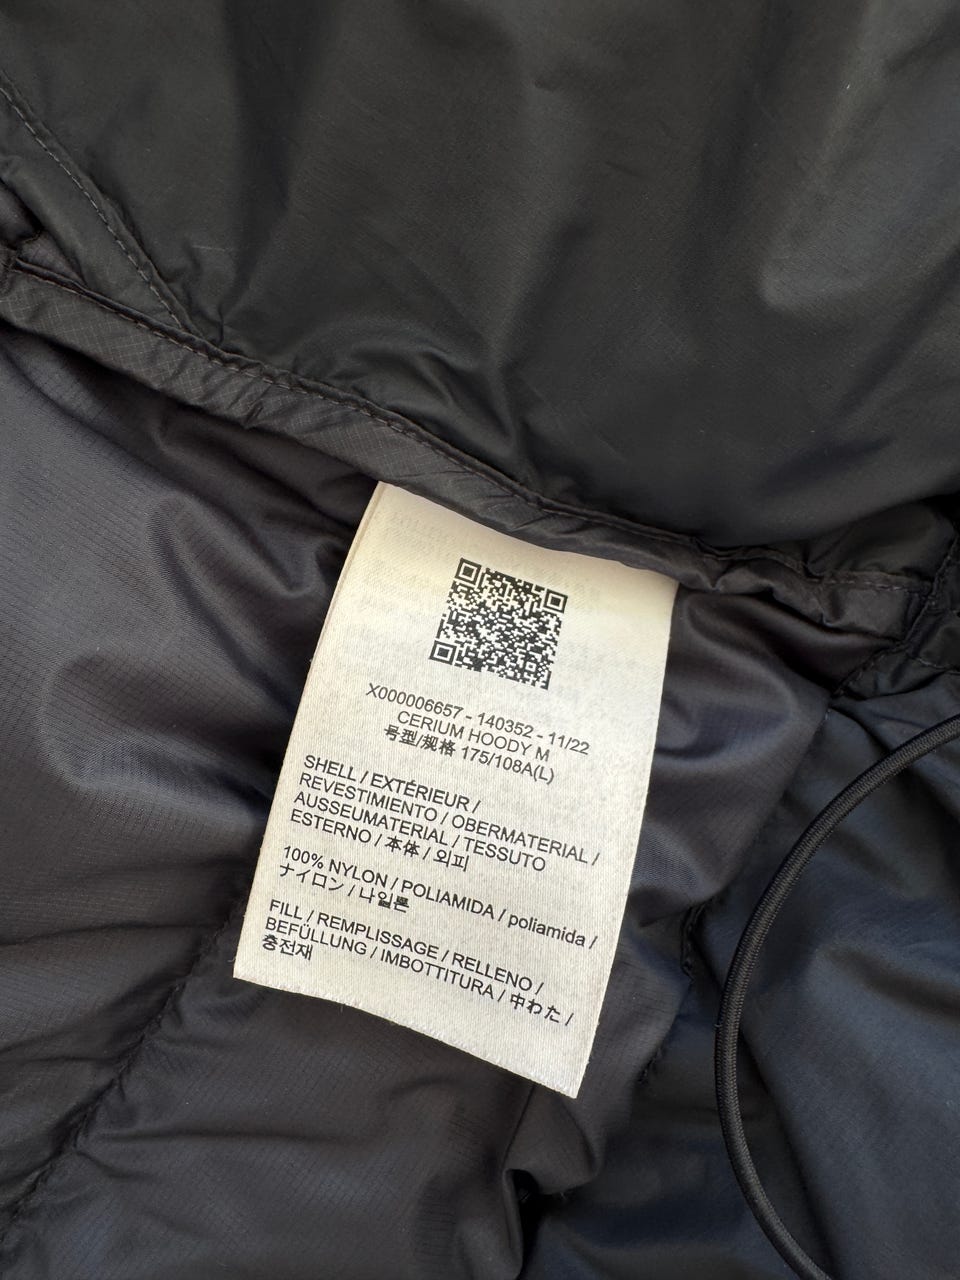 X000006657 - 140352 - 11/22
CERIUM HOODY M
号型/规格 175/108A(L)
SHELL / EXTÉRIEUR /
REVESTIMIENTO / OBERMATERIAL /
AUSSEUMATERIAL / TESSUTO
ESTERNO / 本体 / 외피
100% NYLON / POLIAMIDA / poliamida /
ナイロン / 나일론
FILL / REMPLISSAGE / RELLENO /
BEFÜLLUNG / IMBOTTITURA / 中わた /
충전재